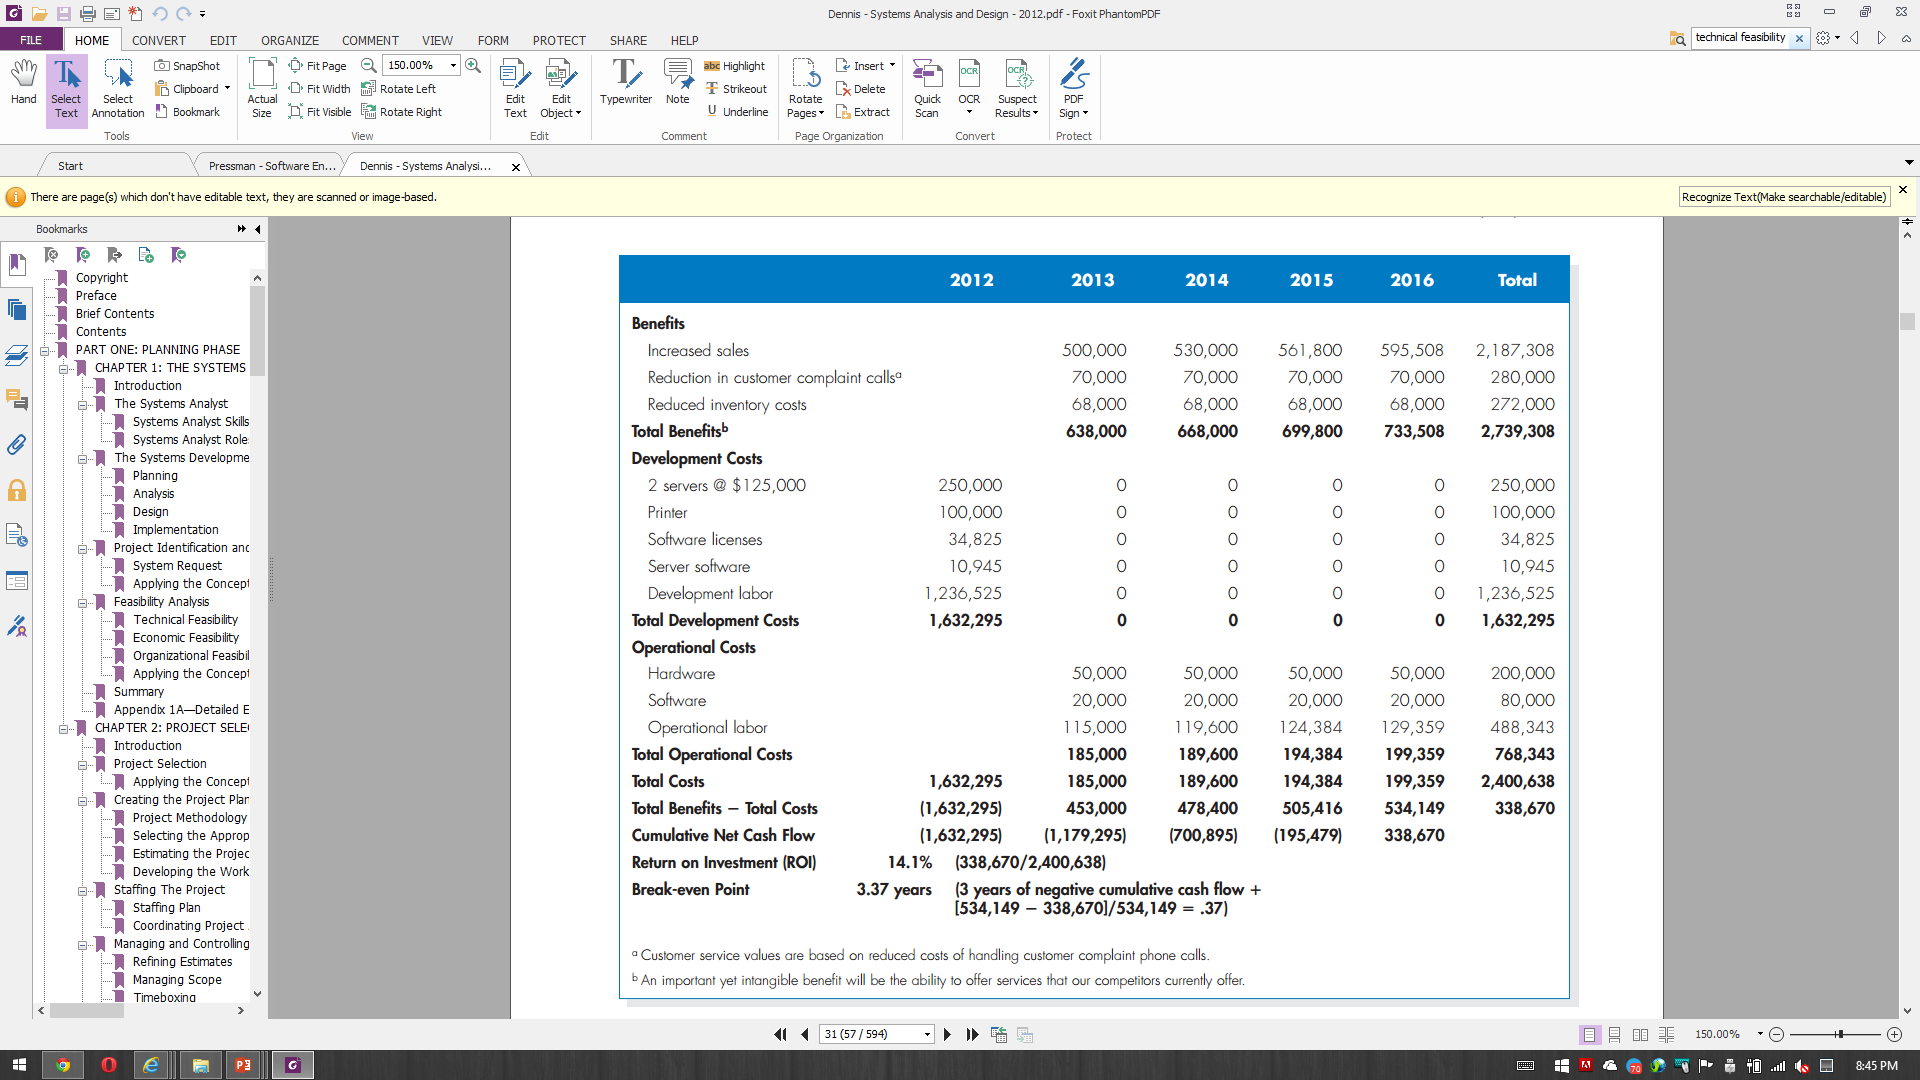 Dennis - Systems Analysis and Design - 2012.pdf - Foxit PhantomPDF
FILE HOME CONVERT EDIT ORGANIZE COMMENT VIEW FORM PROTECT SHARE HELP technical feasibility
Hand
Select Text
Select Annotation
SnapShot
Clipboard
Bookmark
Tools
Actual Size
Fit Page
Fit Width
Fit Visible
150.00%
Rotate Left
Rotate Right
View
Edit Text
Edit Object
Edit
Typewriter
Note
Highlight
Strikeout
Underline
Comment
Rotate Pages
Insert
Delete
Extract
Page Organization
Quick Scan
OCR
Suspect Results
Convert
PDF Sign
Protect
Start
Pressman - Software En...
Dennis - Systems Analysi...
There are page(s) which don't have editable text, they are scanned or image-based.
Recognize Text(Make searchable/editable)
Bookmarks
Copyright
Preface
Brief Contents
Contents
PART ONE: PLANNING PHASE
CHAPTER 1: THE SYSTEMS
Introduction
The Systems Analyst
Systems Analyst Skills
Systems Analyst Role
The Systems Developme
Planning
Analysis
Design
Implementation
Project Identification and
System Request
Applying the Concept
Feasibility Analysis
Technical Feasibility
Economic Feasibility
Organizational Feasibil
Applying the Concept
Summary
Appendix 1A—Detailed E
CHAPTER 2: PROJECT SELE
Introduction
Project Selection
Applying the Concept
Creating the Project Plan
Project Methodology
Selecting the Approp
Estimating the Projec
Developing the Work
Staffing The Project
Staffing Plan
Coordinating Project
Managing and Controlling
Refining Estimates
Managing Scope
Timeboxing
2012 2013 2014 2015 2016 Total
Benefits
Increased sales 500,000 530,000 561,800 595,508 2,187,308
Reduction in customer complaint calls^a 70,000 70,000 70,000 70,000 280,000
Reduced inventory costs 68,000 68,000 68,000 68,000 272,000
Total Benefits^b 638,000 668,000 699,800 733,508 2,739,308
Development Costs
2 servers @ $125,000 250,000 0 0 0 0 250,000
Printer 100,000 0 0 0 0 100,000
Software licenses 34,825 0 0 0 0 34,825
Server software 10,945 0 0 0 0 10,945
Development labor 1,236,525 0 0 0 0 1,236,525
Total Development Costs 1,632,295 0 0 0 0 1,632,295
Operational Costs
Hardware 50,000 50,000 50,000 50,000 200,000
Software 20,000 20,000 20,000 20,000 80,000
Operational labor 115,000 119,600 124,384 129,359 488,343
Total Operational Costs 185,000 189,600 194,384 199,359 768,343
Total Costs 1,632,295 185,000 189,600 194,384 199,359 2,400,638
Total Benefits − Total Costs (1,632,295) 453,000 478,400 505,416 534,149 338,670
Cumulative Net Cash Flow (1,632,295) (1,179,295) (700,895) (195,479) 338,670
Return on Investment (ROI) 14.1% (338,670/2,400,638)
Break-even Point 3.37 years (3 years of negative cumulative cash flow +
[534,149 − 338,670]/534,149 = .37)
a Customer service values are based on reduced costs of handling customer complaint phone calls.
b An important yet intangible benefit will be the ability to offer services that our competitors currently offer.
31 (57 / 594)
150.00%
8:45 PM